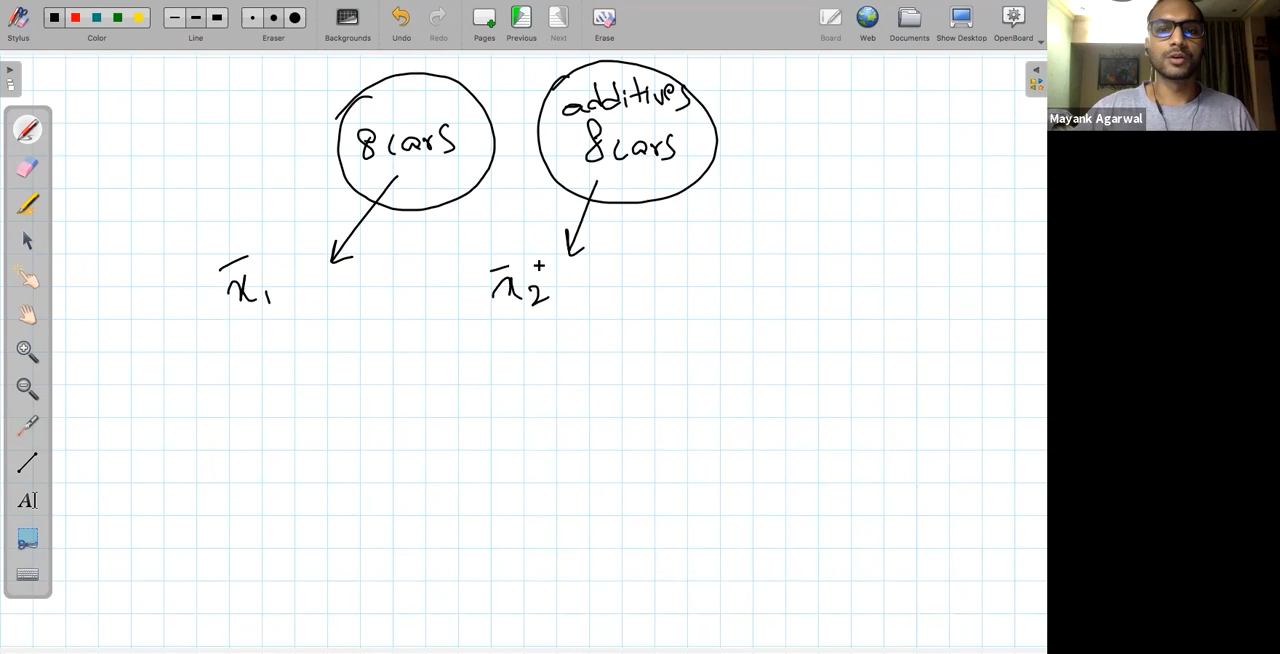 Stylus Color Line Eraser Backgrounds Undo Redo Pages Previous Next Erase Board Web Documents Show Desktop OpenBoard
Mayank Agarwal
8 cars
additives
8 cars
x̄₁
x̄₂
AI